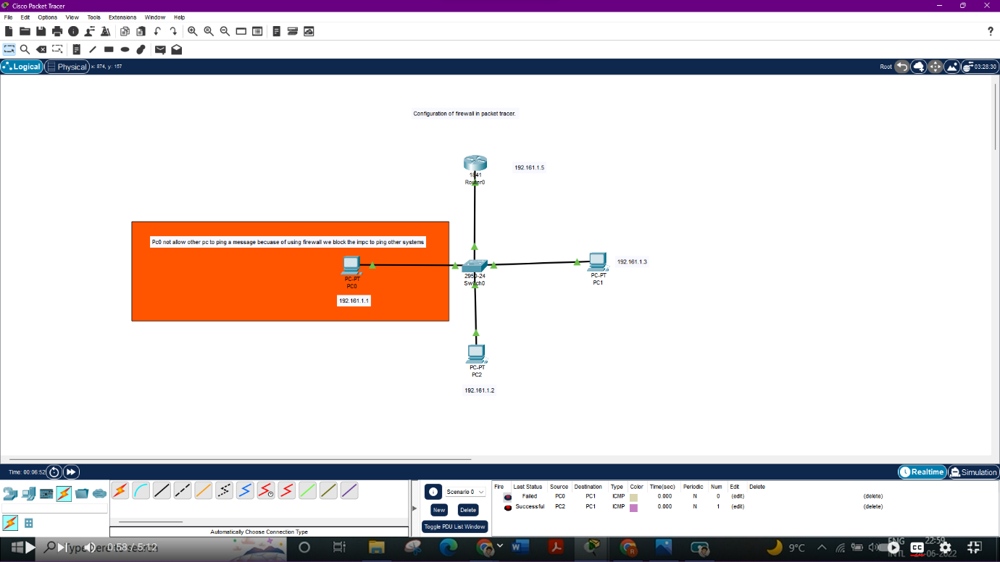 Cisco Packet Tracer
File Edit Options View Tools Extensions Window Help
?
Logical Physical x: 874, y: 157 Root 03:28:30
Configuration of firewall in packet tracer.
192.161.1.5
1841
Router0
Pc0 not allow other pc to ping a message becuase of using firewall we block the impc to ping other systems
PC-PT
PC0
192.161.1.1
2950-24
Switch0
PC-PT
PC1
192.161.1.3
PC-PT
PC2
192.161.1.2
Time: 00:06:52 Realtime Simulation
Scenario 0
New Delete
Toggle PDU List Window
Fire Last Status Source Destination Type Color Time(sec) Periodic Num Edit Delete
Failed PC0 PC1 ICMP 0.000 N 0 (edit) (delete)
Successful PC2 PC1 ICMP 0.000 N 1 (edit) (delete)
Automatically Choose Connection Type
0:58 / 5:12
9°C
ENG
INTL
22:59
CC